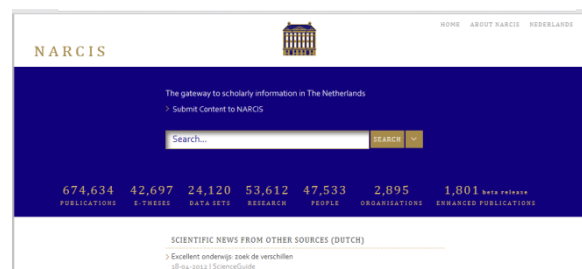 HOME ABOUT NARCIS NEDERLANDS
NARCIS
The gateway to scholarly information in The Netherlands
> Submit Content to NARCIS
Search... SEARCH
674,634 42,697 24,120 53,612 47,533 2,895 1,801 beta release
PUBLICATIONS E-THESES DATA SETS RESEARCH PEOPLE ORGANISATIONS ENHANCED PUBLICATIONS
SCIENTIFIC NEWS FROM OTHER SOURCES (DUTCH)
> Excellent onderwijs: zoek de verschillen
18-04-2012 | ScienceGuide